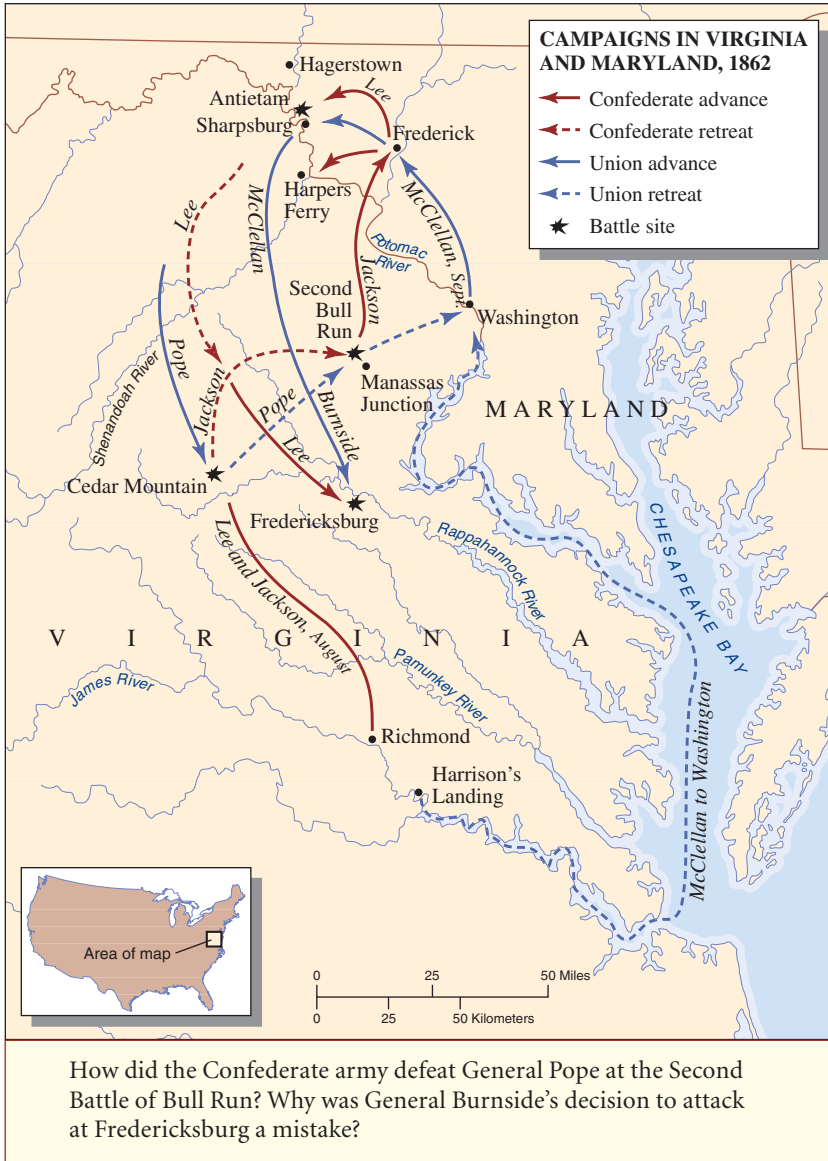 CAMPAIGNS IN VIRGINIA
AND MARYLAND, 1862
Confederate advance
Confederate retreat
Union advance
Union retreat
Battle site
Hagerstown
Antietam
Sharpsburg
Lee
Frederick
Harpers
Ferry
McClellan
Lee
Potomac
River
McClellan, Sept.
Jackson
Second
Bull
Run
Washington
Pope
Shenandoah River
Manassas
Junction
MARYLAND
Jackson
Pope
Burnside
Lee
Cedar Mountain
Fredericksburg
Rappahannock River
CHESAPEAKE BAY
Lee and Jackson, August
VIRGINIA
James River
Pamunkey River
Richmond
Harrison's
Landing
McClellan to Washington
Area of map
0 25 50 Miles
0 25 50 Kilometers
How did the Confederate army defeat General Pope at the Second
Battle of Bull Run? Why was General Burnside's decision to attack
at Fredericksburg a mistake?